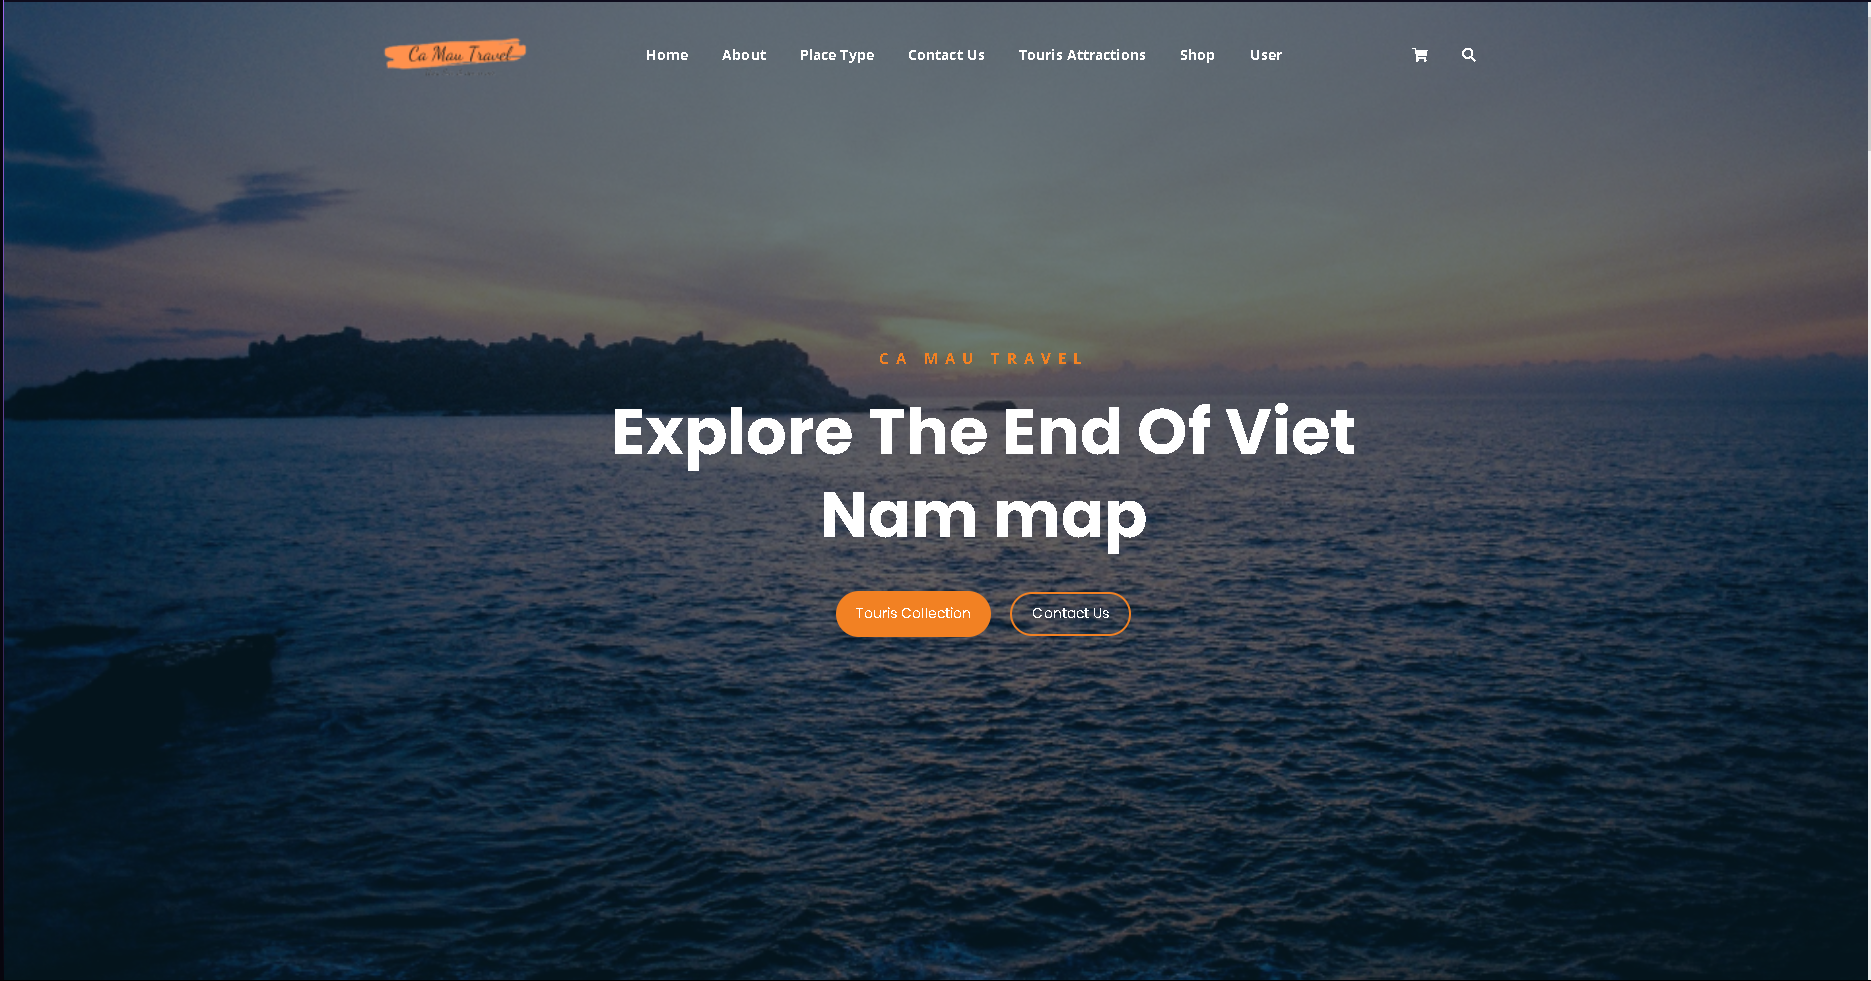 Ca Mau Travel
Home About Place Type Contact Us Touris Attractions Shop User
CA MAU TRAVEL
Explore The End Of Viet
Nam map
Touris Collection Contact Us